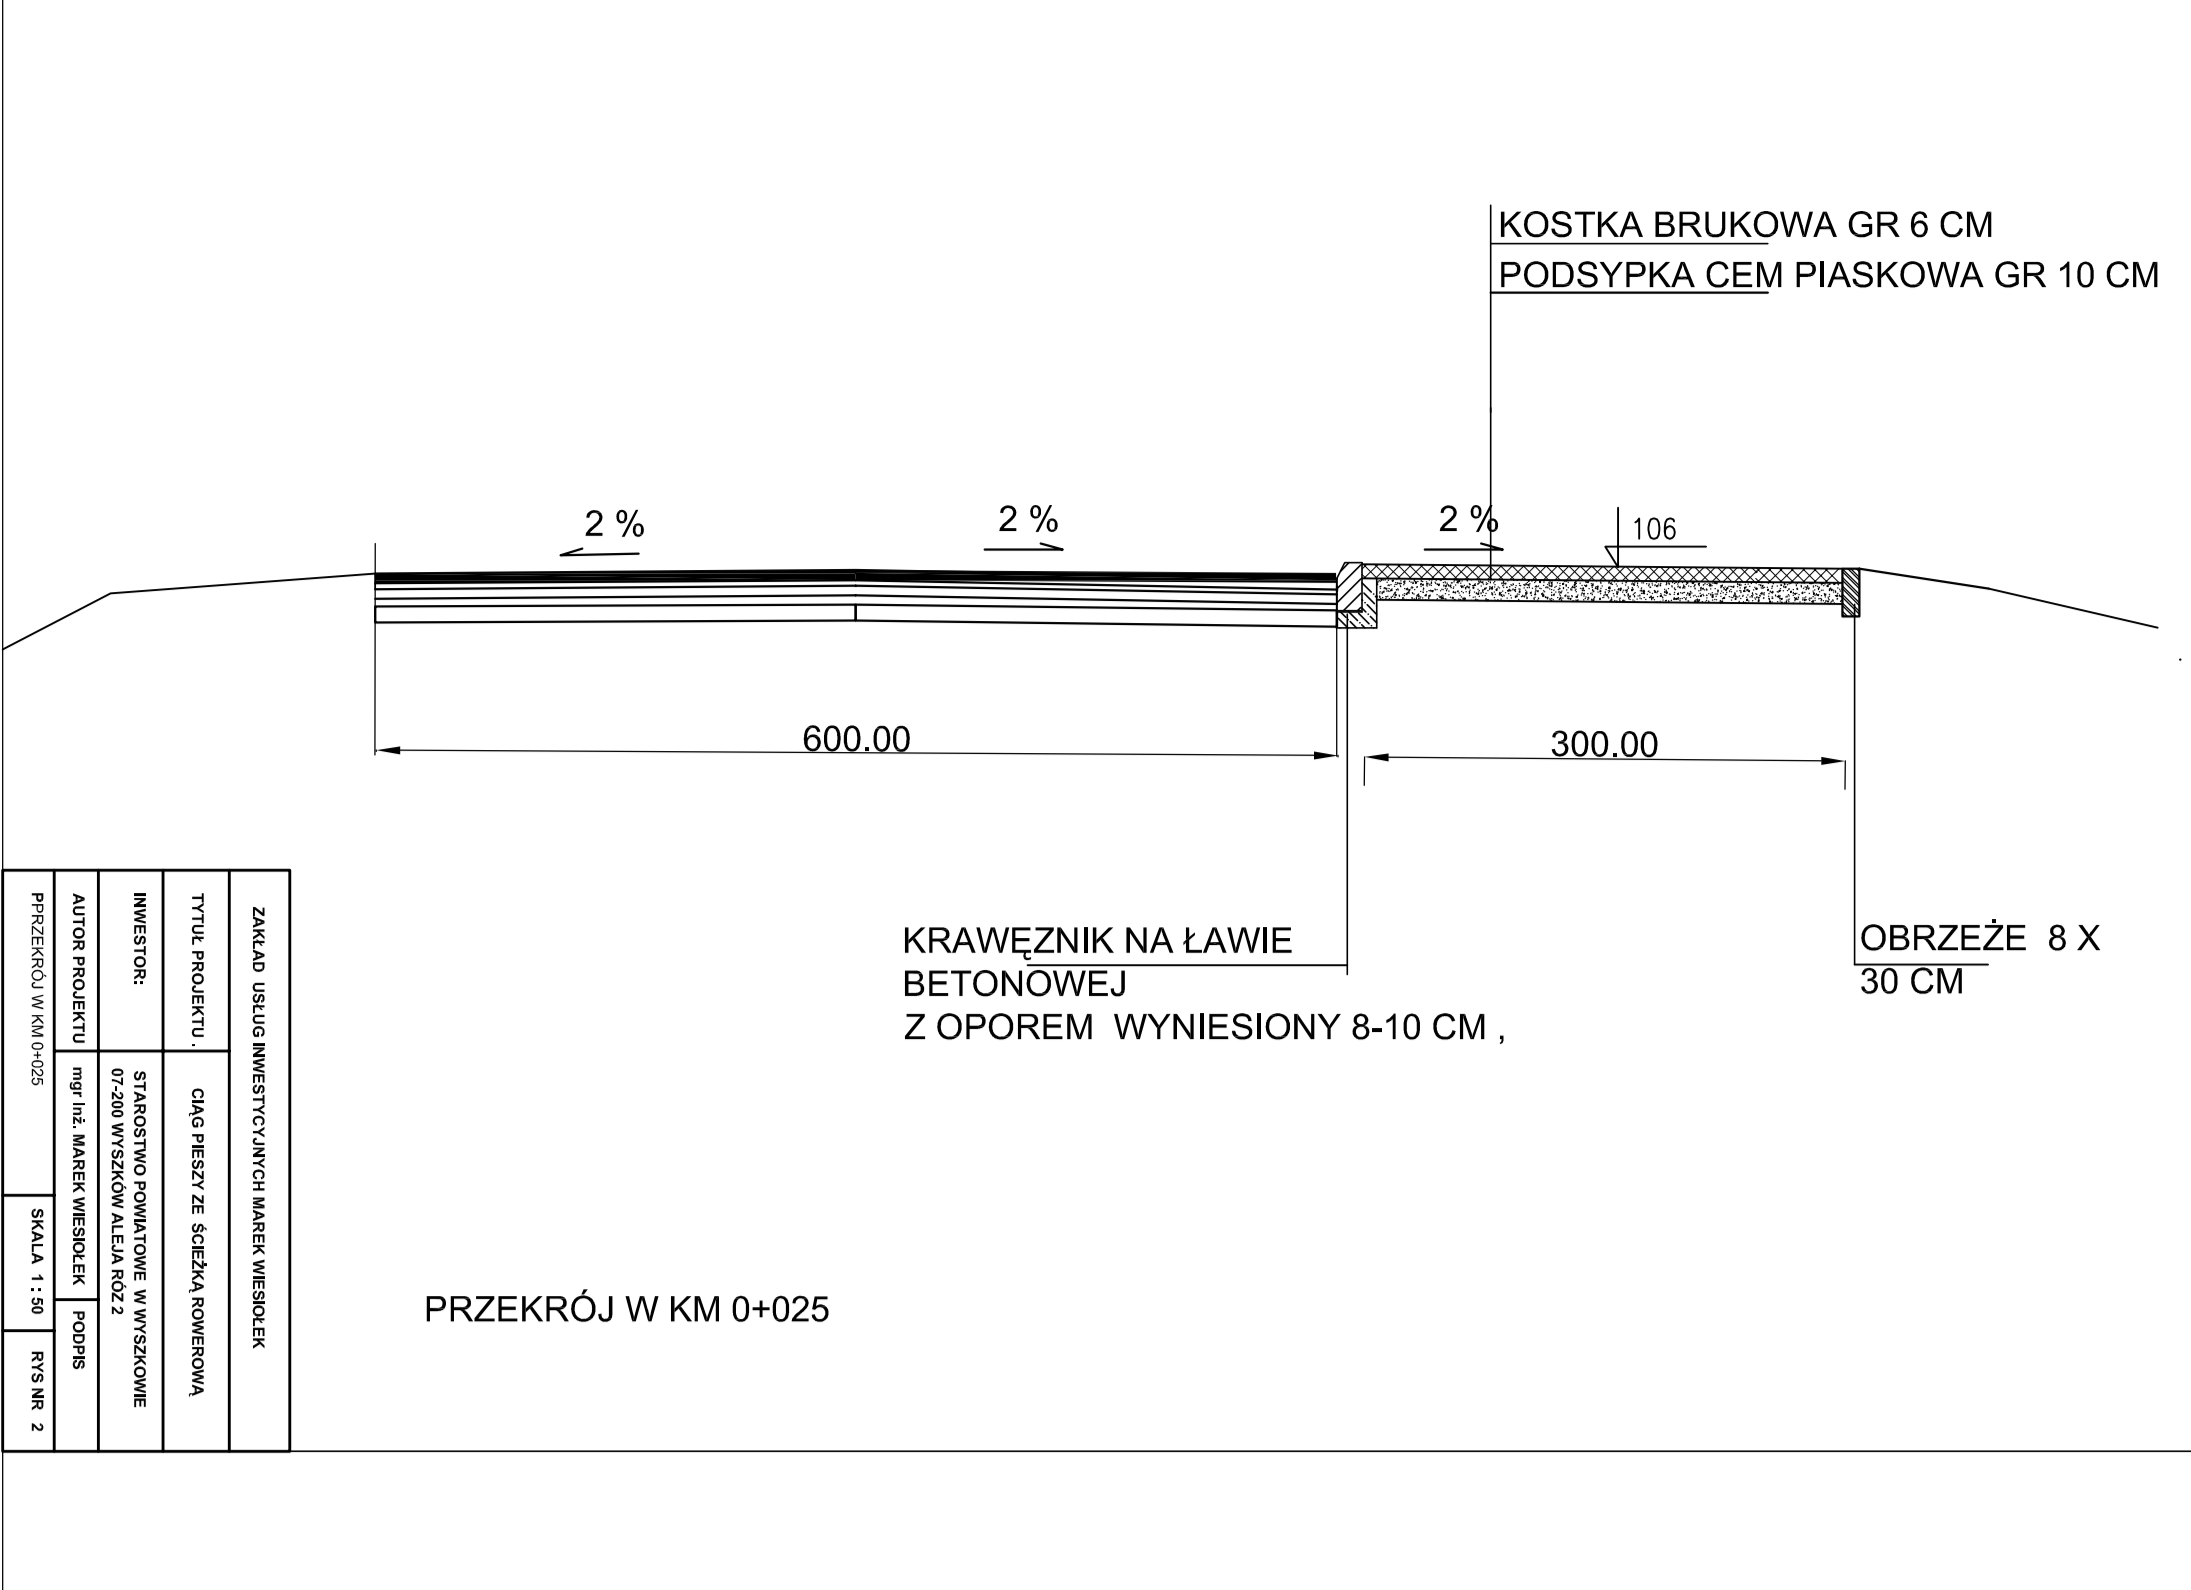 KOSTKA BRUKOWA GR 6 CM
PODSYPKA CEM PIASKOWA GR 10 CM
2 %
2 %
2 %
106
600.00
300.00
KRAWĘZNIK NA ŁAWIE
BETONOWEJ
Z OPOREM WYNIESIONY 8-10 CM ,
OBRZEŻE 8 X
30 CM
PRZEKRÓJ W KM 0+025
ZAKŁAD USŁUG INWESTYCYJNYCH MAREK WIESIOŁEK
TYTUŁ PROJEKTU .
CIĄG PIESZY ZE ŚCIEŻKĄ ROWEROWĄ
INWESTOR:
STAROSTWO POWIATOWE W WYSZKOWIE
07-200 WYSZKÓW ALEJA RÓZ 2
AUTOR PROJEKTU
mgr inż. MAREK WIESIOŁEK
PODPIS
PPRZEKRÓJ W KM 0+025
SKALA 1 : 50
RYS NR 2